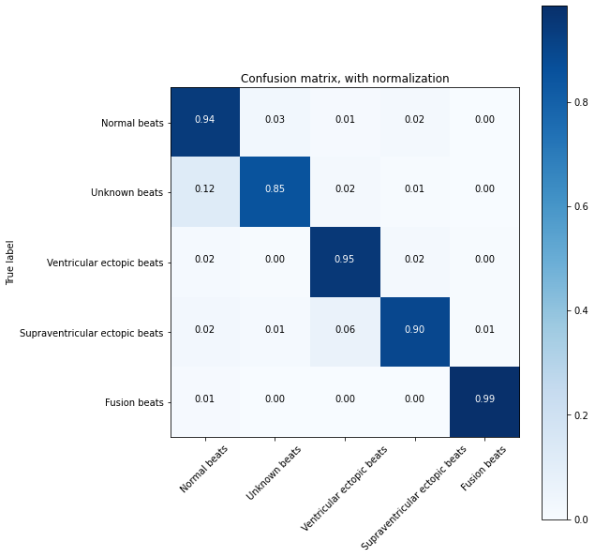 Confusion matrix, with normalization
True label
Normal beats 0.94 0.03 0.01 0.02 0.00
Unknown beats 0.12 0.85 0.02 0.01 0.00
Ventricular ectopic beats 0.02 0.00 0.95 0.02 0.00
Supraventricular ectopic beats 0.02 0.01 0.06 0.90 0.01
Fusion beats 0.01 0.00 0.00 0.00 0.99
Normal beats
Unknown beats
Ventricular ectopic beats
Supraventricular ectopic beats
Fusion beats
0.8
0.6
0.4
0.2
0.0